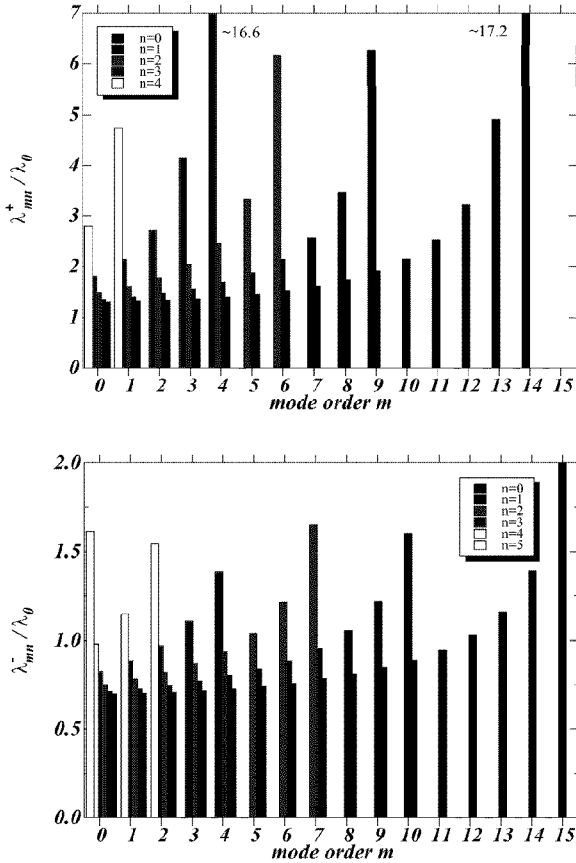 ~16.6
~17.2
n=0
n=1
n=2
n=3
n=4
7
6
5
4
3
2
1
0
λ⁺mn / λ0
0 1 2 3 4 5 6 7 8 9 10 11 12 13 14 15
mode order m
2.0
1.5
1.0
0.5
0.0
n=0
n=1
n=2
n=3
n=4
n=5
λ⁻mn / λ0
0 1 2 3 4 5 6 7 8 9 10 11 12 13 14 15
mode order m